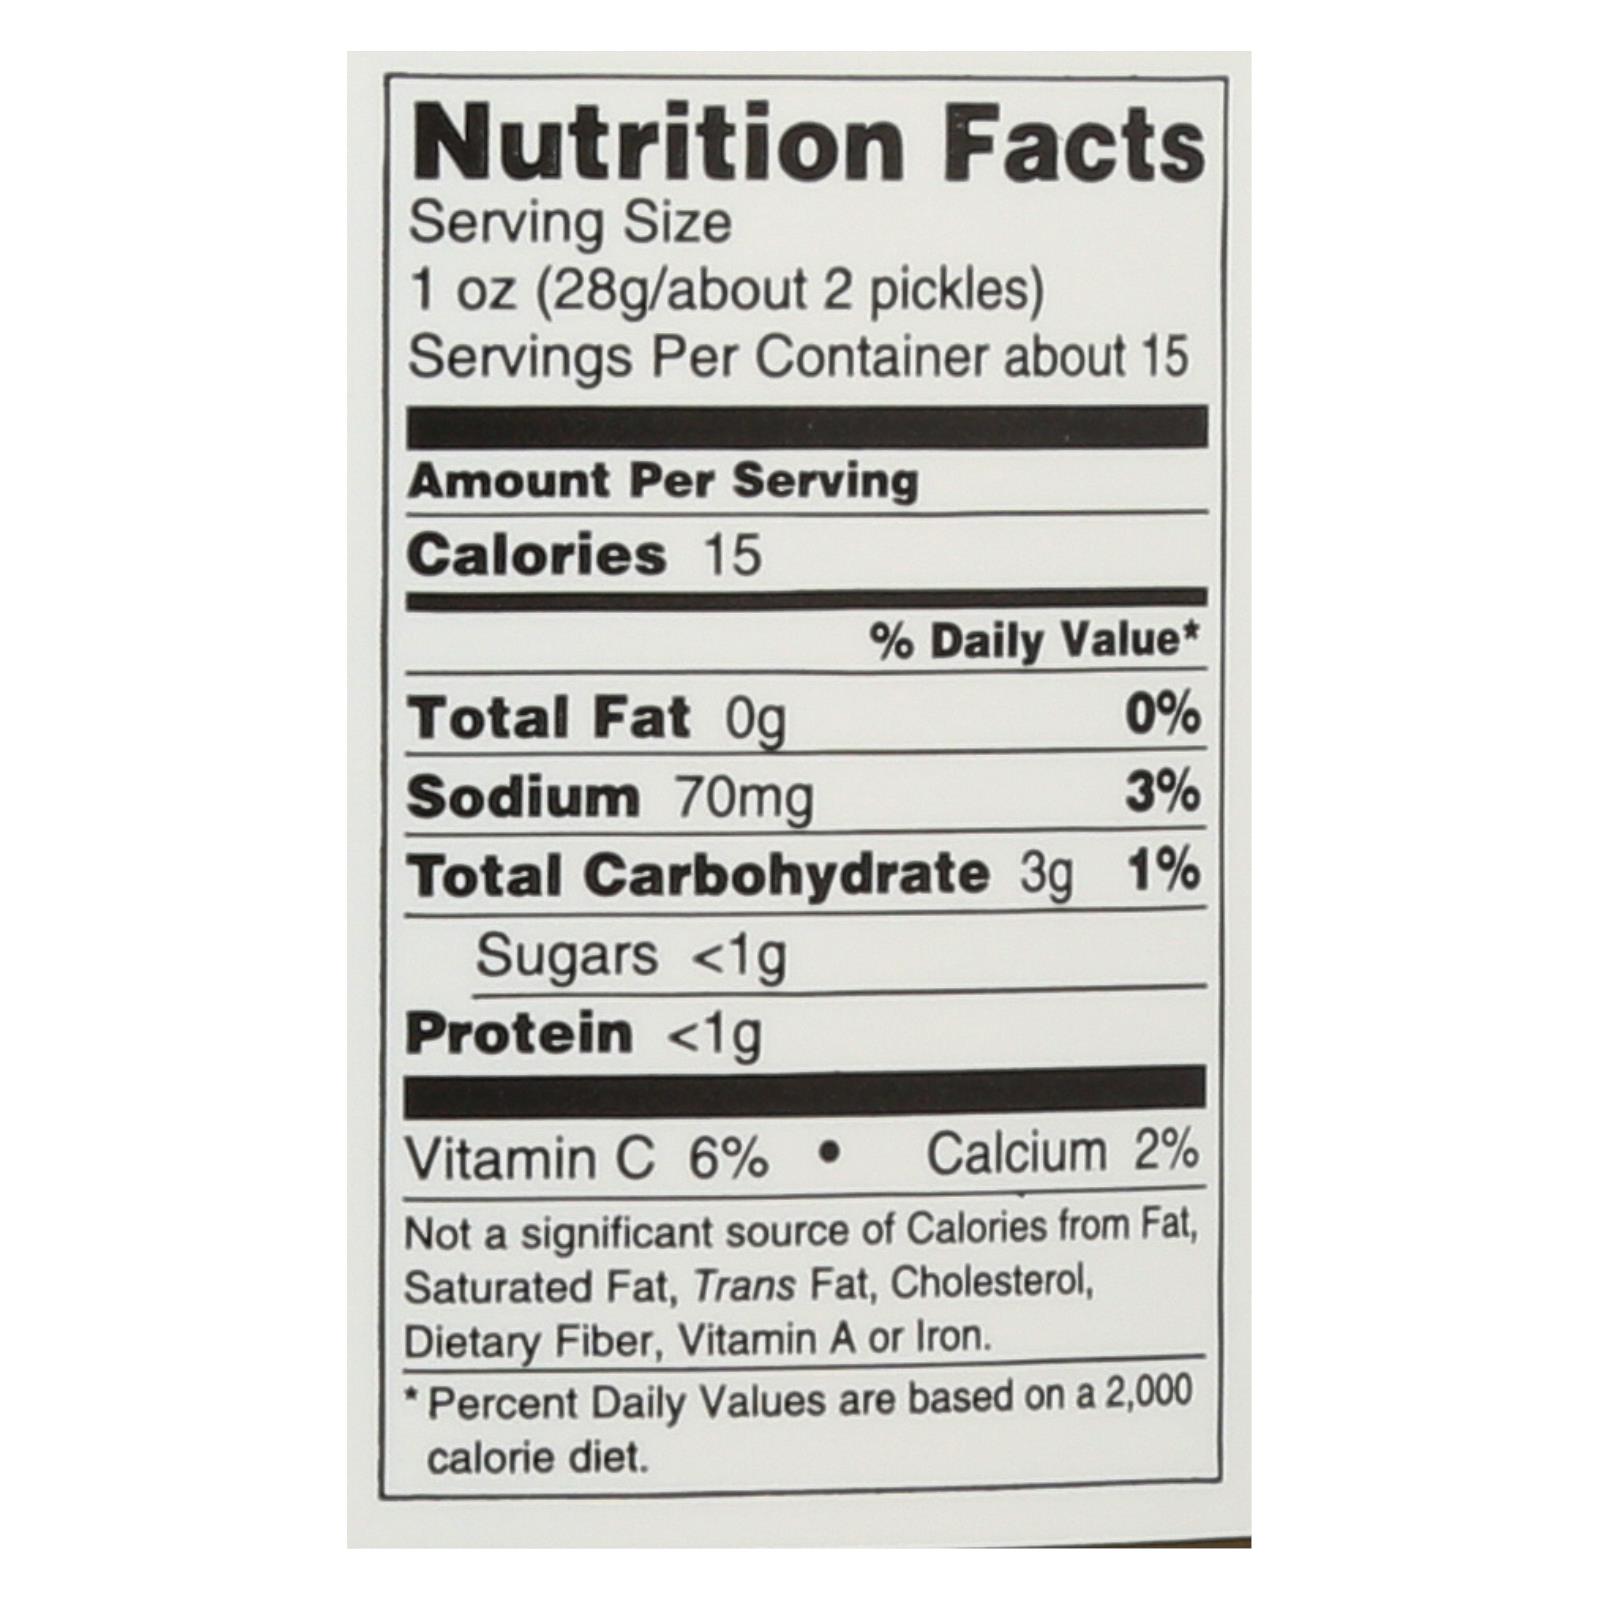 Nutrition Facts
Serving Size
1 oz (28g/about 2 pickles)
Servings Per Container about 15
Amount Per Serving
Calories 15
% Daily Value*
Total Fat 0g 0%
Sodium 70mg 3%
Total Carbohydrate 3g 1%
Sugars <1g
Protein <1g
Vitamin C 6% • Calcium 2%
Not a significant source of Calories from Fat,
Saturated Fat, Trans Fat, Cholesterol,
Dietary Fiber, Vitamin A or Iron.
* Percent Daily Values are based on a 2,000
calorie diet.